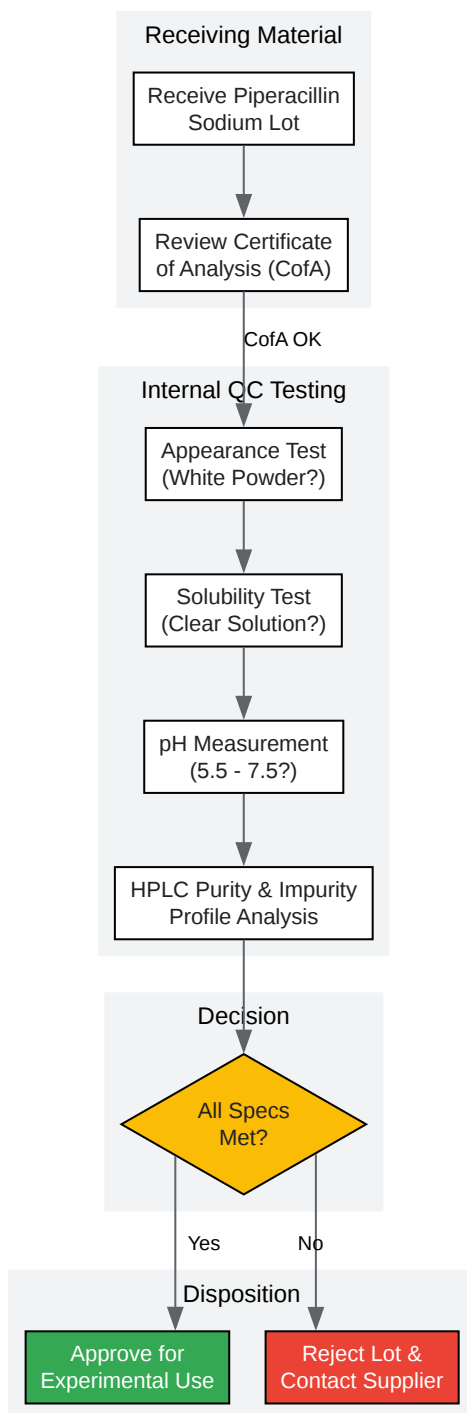 Receiving Material
Receive Piperacillin
Sodium Lot
Review Certificate
of Analysis (CofA)
CofA OK
Internal QC Testing
Appearance Test
(White Powder?)
Solubility Test
(Clear Solution?)
pH Measurement
(5.5 - 7.5?)
HPLC Purity & Impurity
Profile Analysis
Decision
All Specs
Met?
Yes
No
Disposition
Approve for
Experimental Use
Reject Lot &
Contact Supplier